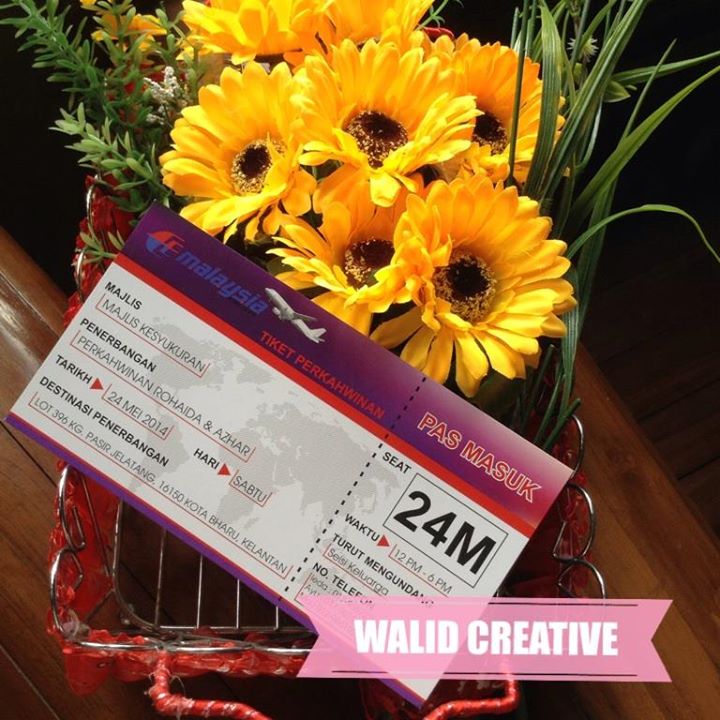 malaysia
TIKET PERKAHWINAN
MAJLIS
MAJLIS KESYUKURAN
PENERBANGAN
PERKAHWINAN ROHAIDA & AZHAR
TARIKH
24 MEI 2014
HARI
SABTU
DESTINASI PENERBANGAN
LOT 396 KG. PASIR JELATANG, 16150 KOTA BHARU, KELANTAN
PAS MASUK
SEAT
24M
WAKTU
12 PM - 6 PM
TURUT MENGUNDANG
Seisi Keluarga
NO. TELEFON
WALID CREATIVE